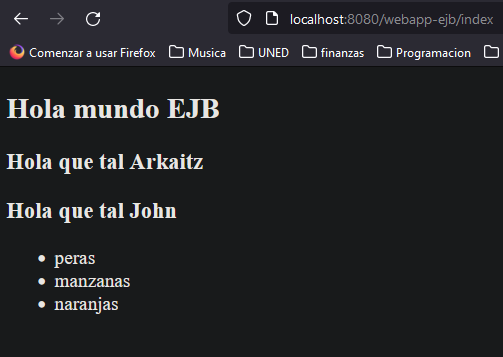 localhost:8080/webapp-ejb/index
Comenzar a usar Firefox Musica UNED finanzas Programacion
Hola mundo EJB
Hola que tal Arkaitz
Hola que tal John
peras
manzanas
naranjas